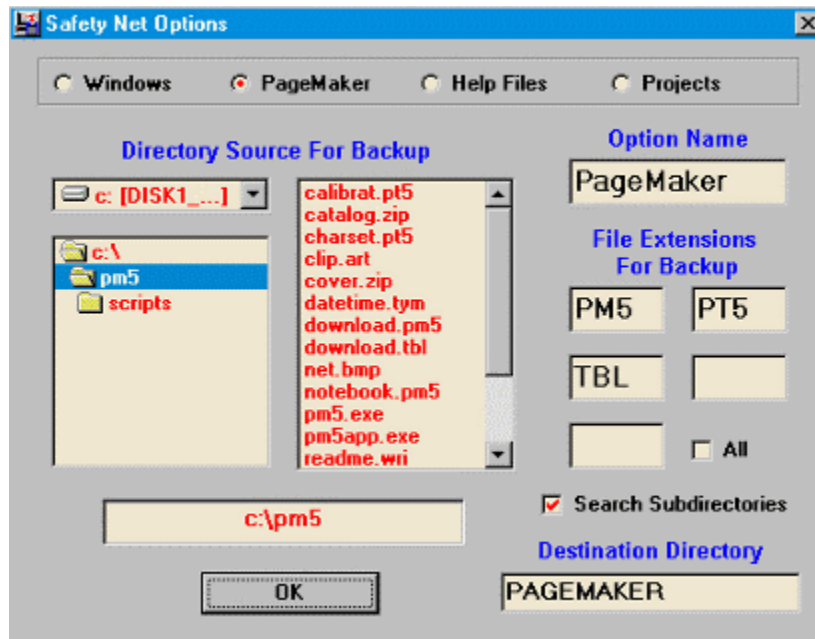 Safety Net Options
Windows PageMaker Help Files Projects
Directory Source For Backup
c: [DISK1_...]
c:\
pm5
scripts
calibrat.pt5
catalog.zip
charset.pt5
clip.art
cover.zip
datetime.tym
download.pm5
download.tbl
net.bmp
notebook.pm5
pm5.exe
pm5app.exe
readme.wri
c:\pm5
OK
Option Name
PageMaker
File Extensions
For Backup
PM5 PT5
TBL
All
Search Subdirectories
Destination Directory
PAGEMAKER